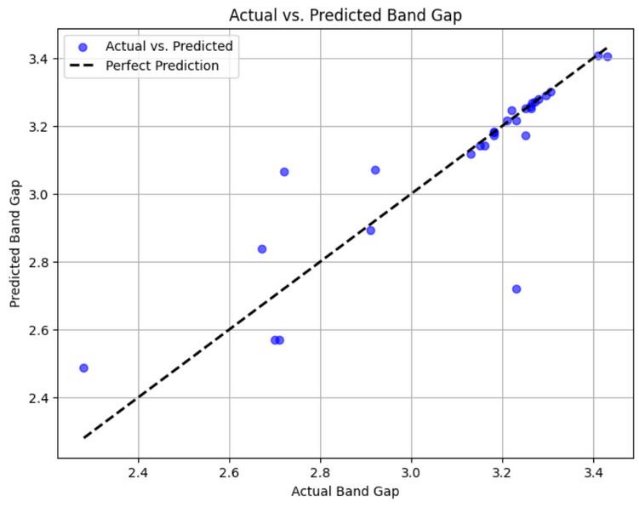 Actual vs. Predicted Band Gap
Actual vs. Predicted
Perfect Prediction
Predicted Band Gap
3.4
3.2
3.0
2.8
2.6
2.4
2.4 2.6 2.8 3.0 3.2 3.4
Actual Band Gap